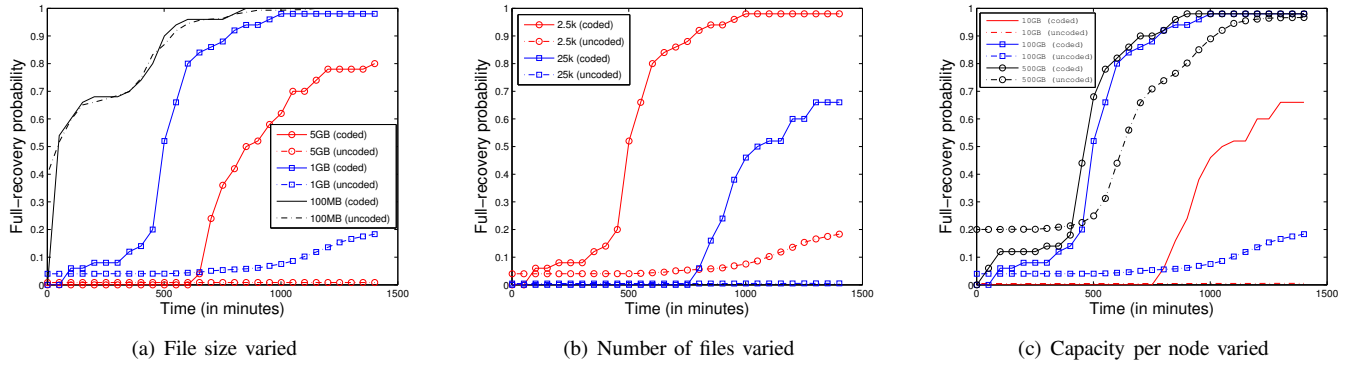 Full-recovery probability
1
0.9
0.8
0.7
0.6
0.5
0.4
0.3
0.2
0.1
0
0
500
1000
1500
Time (in minutes)
5GB (coded)
5GB (uncoded)
1GB (coded)
1GB (uncoded)
100MB (coded)
100MB (uncoded)
(a) File size varied
Full-recovery probability
1
0.9
0.8
0.7
0.6
0.5
0.4
0.3
0.2
0.1
0
0
500
1000
1500
Time (in minutes)
2.5k (coded)
2.5k (uncoded)
25k (coded)
25k (uncoded)
(b) Number of files varied
Full-recovery probability
1
0.9
0.8
0.7
0.6
0.5
0.4
0.3
0.2
0.1
0
0
500
1000
1500
Time (in minutes)
10GB (coded)
10GB (uncoded)
100GB (coded)
100GB (uncoded)
500GB (coded)
500GB (uncoded)
(c) Capacity per node varied